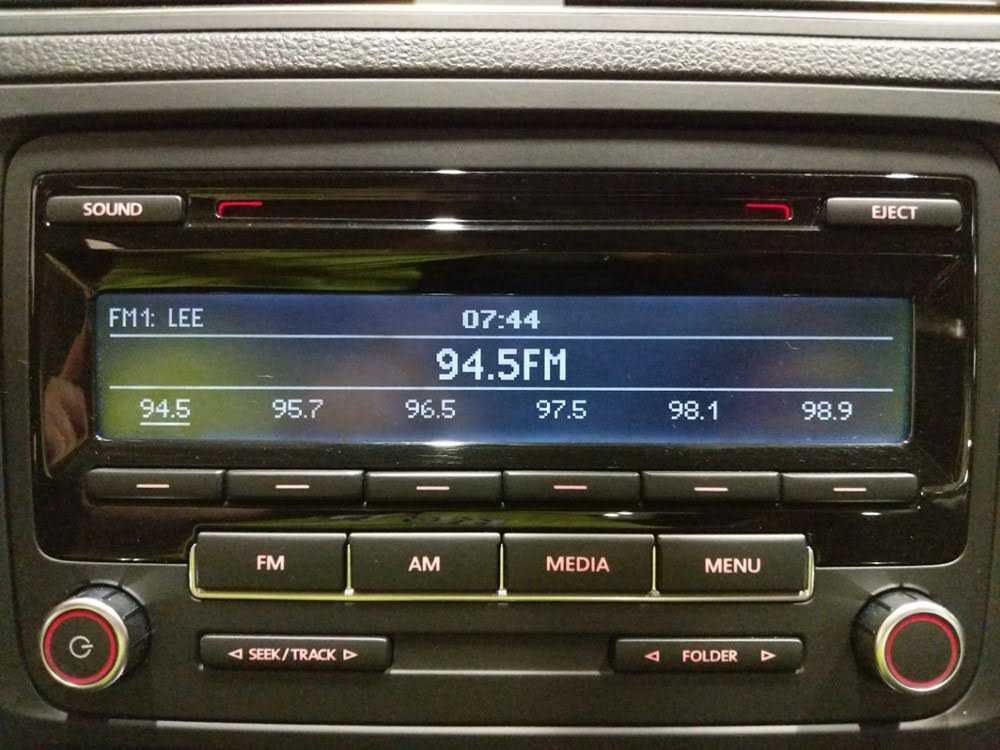 SOUND EJECT
FM1: LEE 07:44
94.5FM
94.5 95.7 96.5 97.5 98.1 98.9
FM AM MEDIA MENU
SEEK/TRACK FOLDER